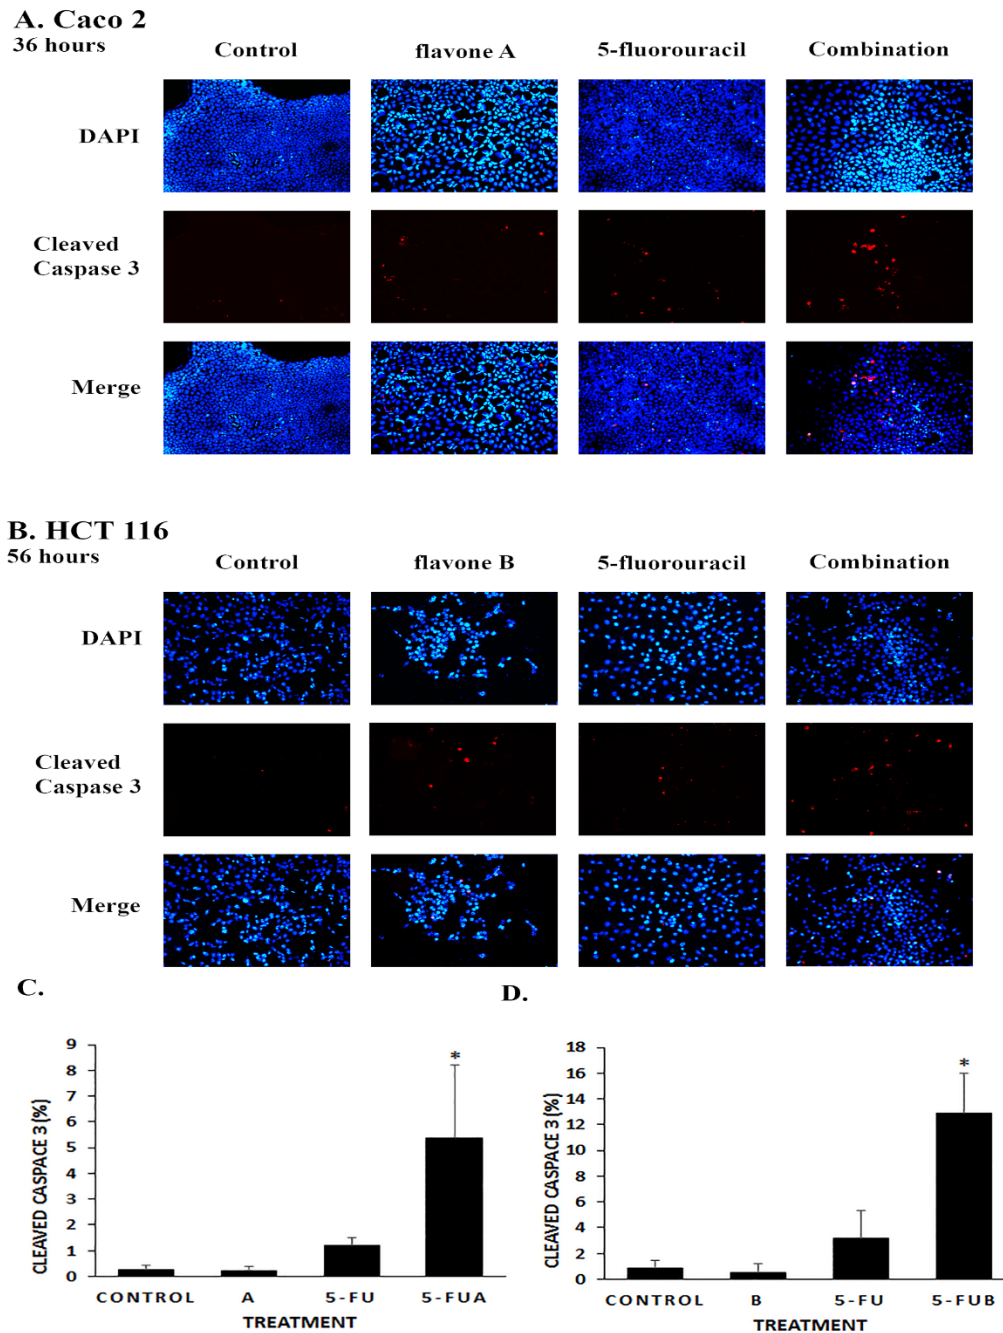 A. Caco 2
36 hours
Control flavone A 5-fluorouracil Combination
DAPI
Cleaved
Caspase 3
Merge
B. HCT 116
56 hours
Control flavone B 5-fluorouracil Combination
DAPI
Cleaved
Caspase 3
Merge
C.
D.
CLEAVED CASPACE 3 (%)
9
8
7
6
5
4
3
2
1
0
*
CONTROL A 5-FU 5-FUA
TREATMENT
CLEAVED CASPACE 3 (%)
18
16
14
12
10
8
6
4
2
0
*
CONTROL B 5-FU 5-FUB
TREATMENT